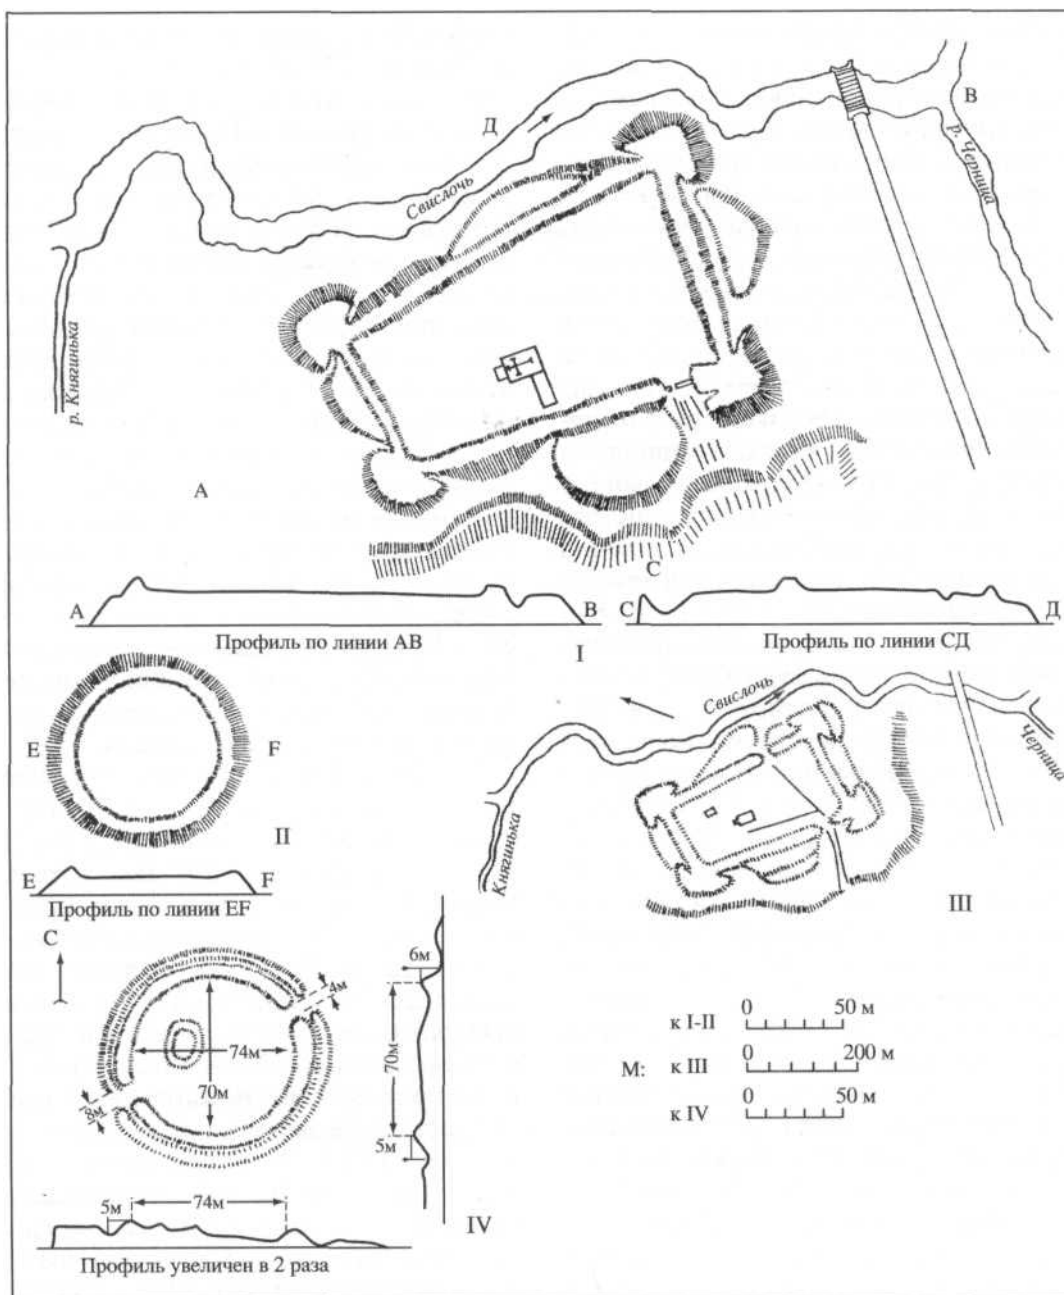 Д
В
р. Черница
Свислочь
р. Княгинька
А
С
А
В
Профиль по линии АВ
С
Д
Профиль по линии СД
I
Е
F
II
Е
F
Профиль по линии EF
Свислочь
Черница
Княгинька
III
С
4м
74м
70м
8м
6м
70м
5м
5м
74м
IV
Профиль увеличен в 2 раза
М:
к I-II
0
50 м
к III
0
200 м
к IV
0
50 м